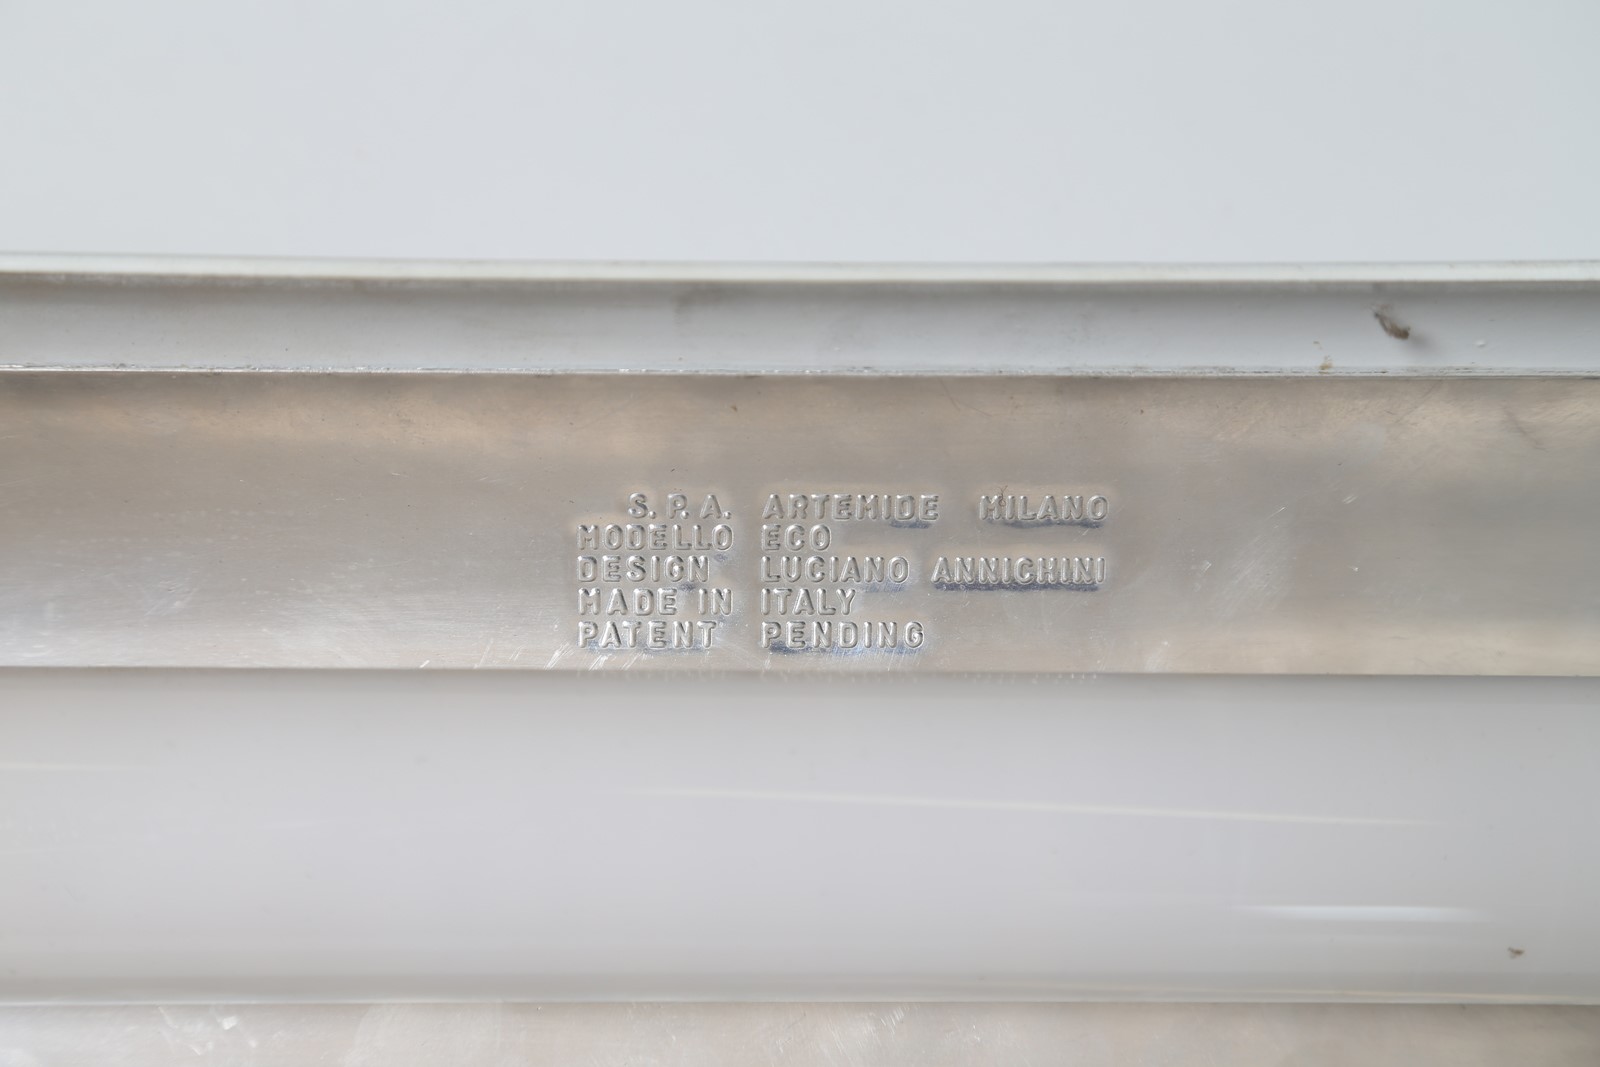 S.P.A. ARTEMIDE MILANO
MODELLO ECO
DESIGN LUCIANO ANNICHINI
MADE IN ITALY
PATENT PENDING